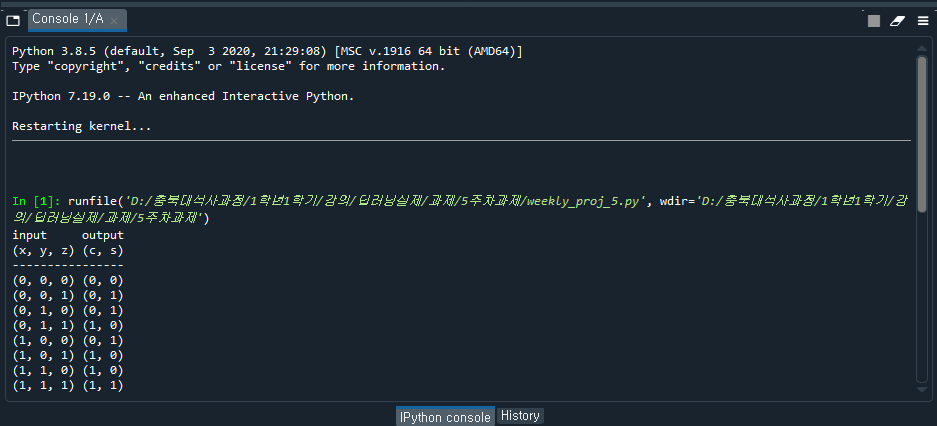 Console 1/A
Python 3.8.5 (default, Sep  3 2020, 21:29:08) [MSC v.1916 64 bit (AMD64)]
Type "copyright", "credits" or "license" for more information.
IPython 7.19.0 -- An enhanced Interactive Python.
Restarting kernel...
In [1]: runfile('D:/충북대석사과정/1학년1학기/강의/딥러닝실제/과제/5주차과제/weekly_proj_5.py', wdir='D:/충북대석사과정/1학년1학기/강
의/딥러닝실제/과제/5주차과제')
input     output
(x, y, z) (c, s)
----------------
(0, 0, 0) (0, 0)
(0, 0, 1) (0, 1)
(0, 1, 0) (0, 1)
(0, 1, 1) (1, 0)
(1, 0, 0) (0, 1)
(1, 0, 1) (1, 0)
(1, 1, 0) (1, 0)
(1, 1, 1) (1, 1)
IPython console History